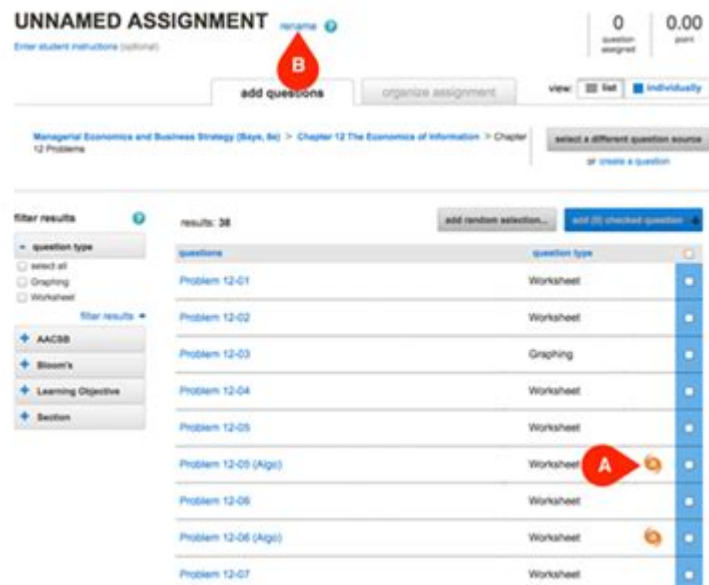 UNNAMED ASSIGNMENT rename ?
Enter student instructions (optional)
B
0
question
assigned
0.00
point
add questions
organize assignment
view: list individually
Managerial Economics and Business Strategy (Baye, 8e) > Chapter 12 The Economics of Information > Chapter
12 Problems
select a different question source
or create a question
filter results ?
results: 38
add random selection...
add (0) checked question
question type
select all
Graphing
Worksheet
filter results
AACSB
Bloom's
Learning Objective
Section
questions question type
Problem 12-01 Worksheet
Problem 12-02 Worksheet
Problem 12-03 Graphing
Problem 12-04 Worksheet
Problem 12-05 Worksheet
Problem 12-05 (Algo) Worksheet A
Problem 12-06 Worksheet
Problem 12-06 (Algo) Worksheet
Problem 12-07 Worksheet